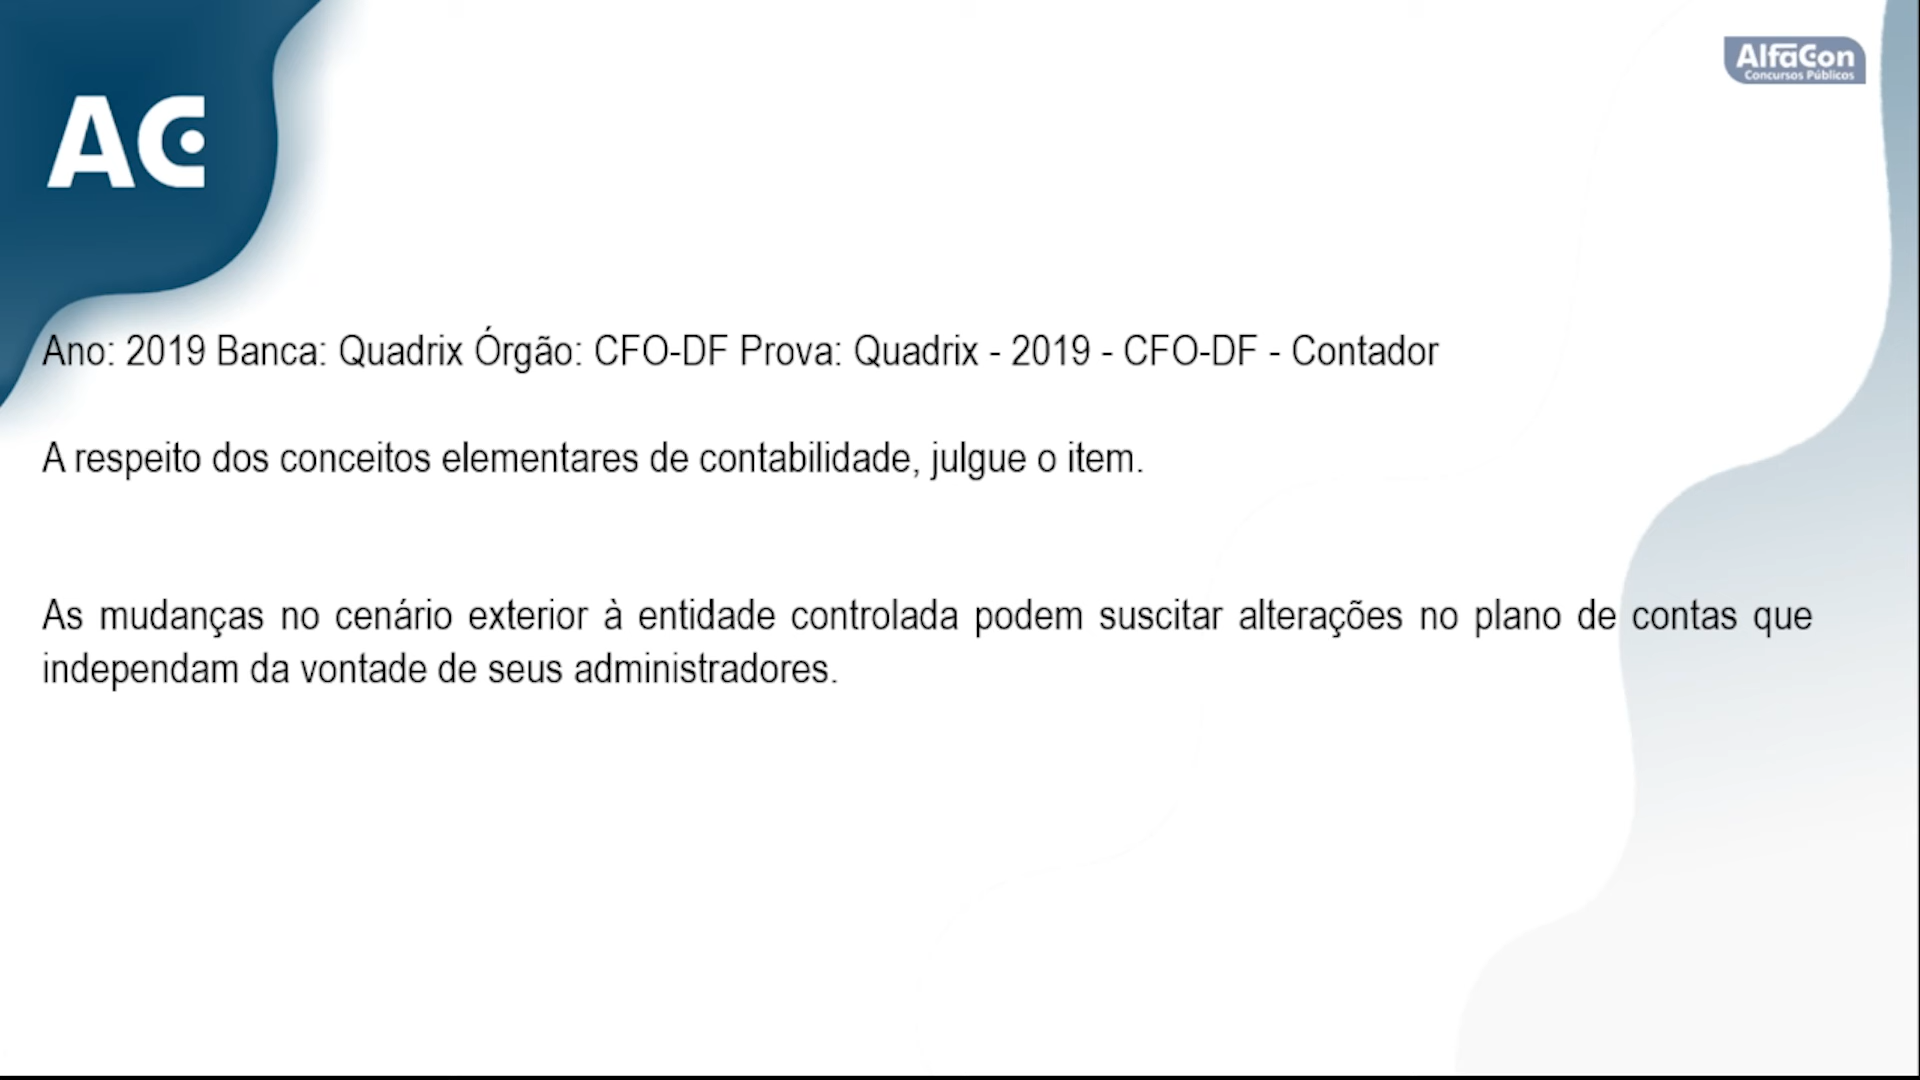 AC
AlfaCon
Concursos Públicos
Ano: 2019 Banca: Quadrix Órgão: CFO-DF Prova: Quadrix - 2019 - CFO-DF - Contador
A respeito dos conceitos elementares de contabilidade, julgue o item.
As mudanças no cenário exterior à entidade controlada podem suscitar alterações no plano de contas que
independam da vontade de seus administradores.